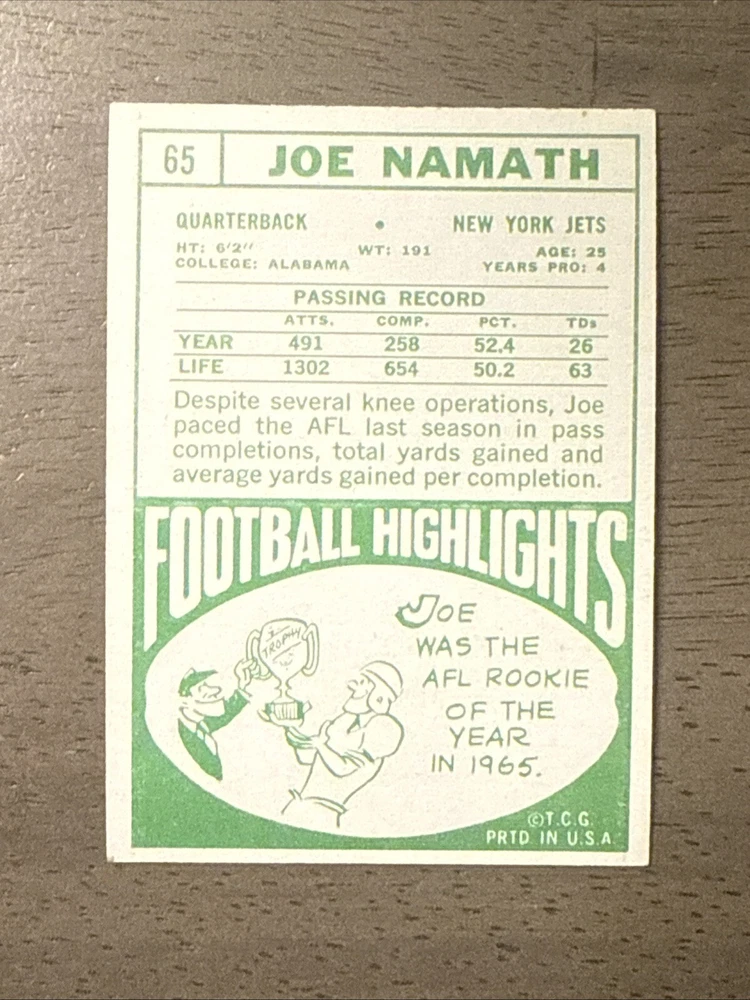 65 JOE NAMATH
QUARTERBACK • NEW YORK JETS
HT: 6'2" WT: 191 AGE: 25
COLLEGE: ALABAMA YEARS PRO: 4
PASSING RECORD
ATTS. COMP. PCT. TDs
YEAR 491 258 52.4 26
LIFE 1302 654 50.2 63
Despite several knee operations, Joe
paced the AFL last season in pass
completions, total yards gained and
average yards gained per completion.
FOOTBALL HIGHLIGHTS
TROPHY
JOE
WAS THE
AFL ROOKIE
OF THE
YEAR
IN 1965.
©T.C.G.
PRTD. IN U.S.A.